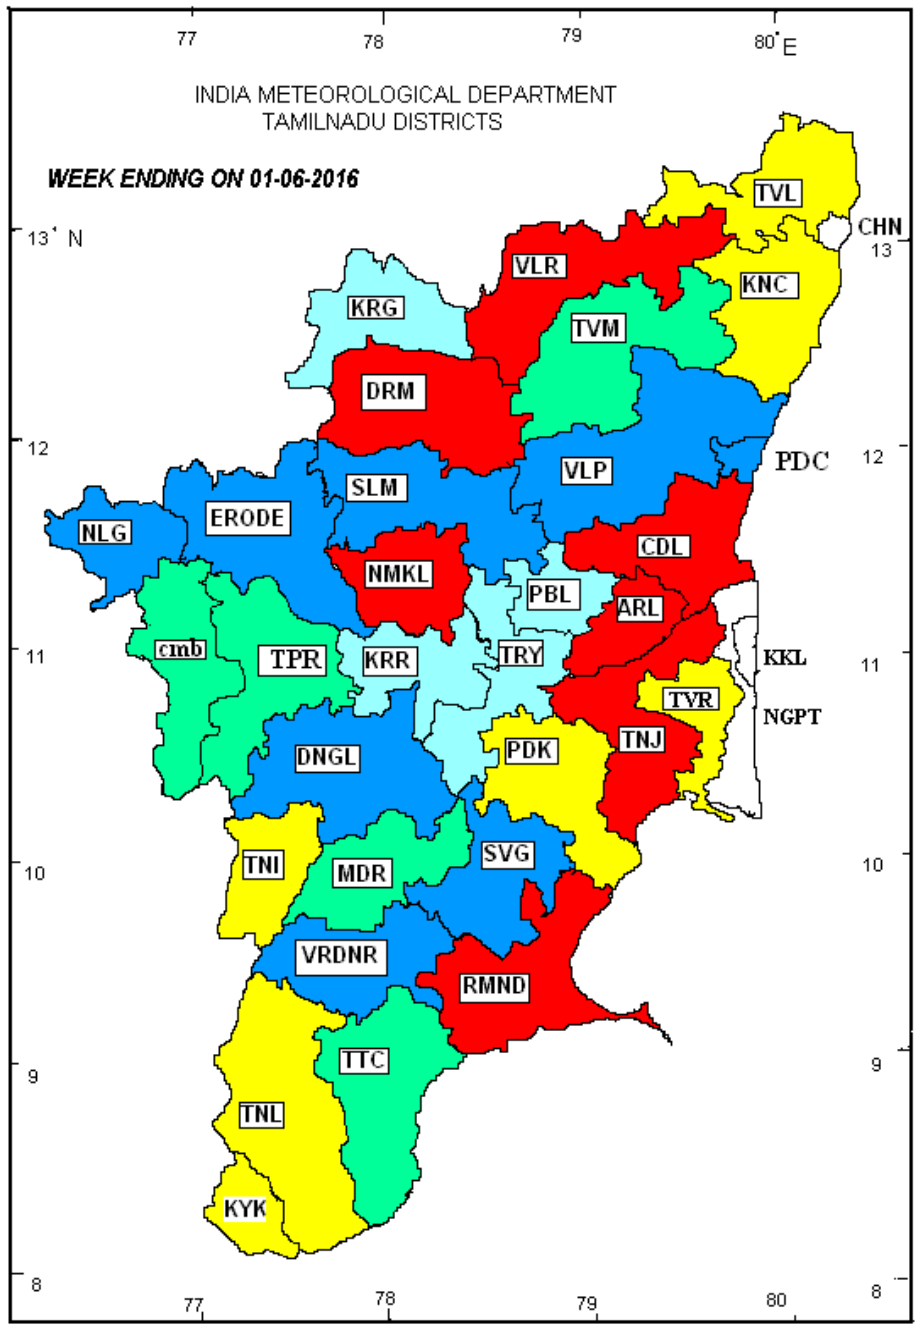 77 78 79 80° E
INDIA METEOROLOGICAL DEPARTMENT
TAMILNADU DISTRICTS
WEEK ENDING ON 01-06-2016
TVL
CHN
13° N
13
VLR
KNC
KRG
TVM
DRM
12
12
PDC
VLP
SLM
ERODE
NLG
CDL
NMKL
PBL
ARL
cmb
TPR
KRR
TRY
11
11
KKL
TVR
NGPT
TNJ
PDK
DNGL
SVG
TNI
MDR
10
10
VRDNR
RMND
TTC
9
9
TNL
KYK
8
8
77 78 79 80